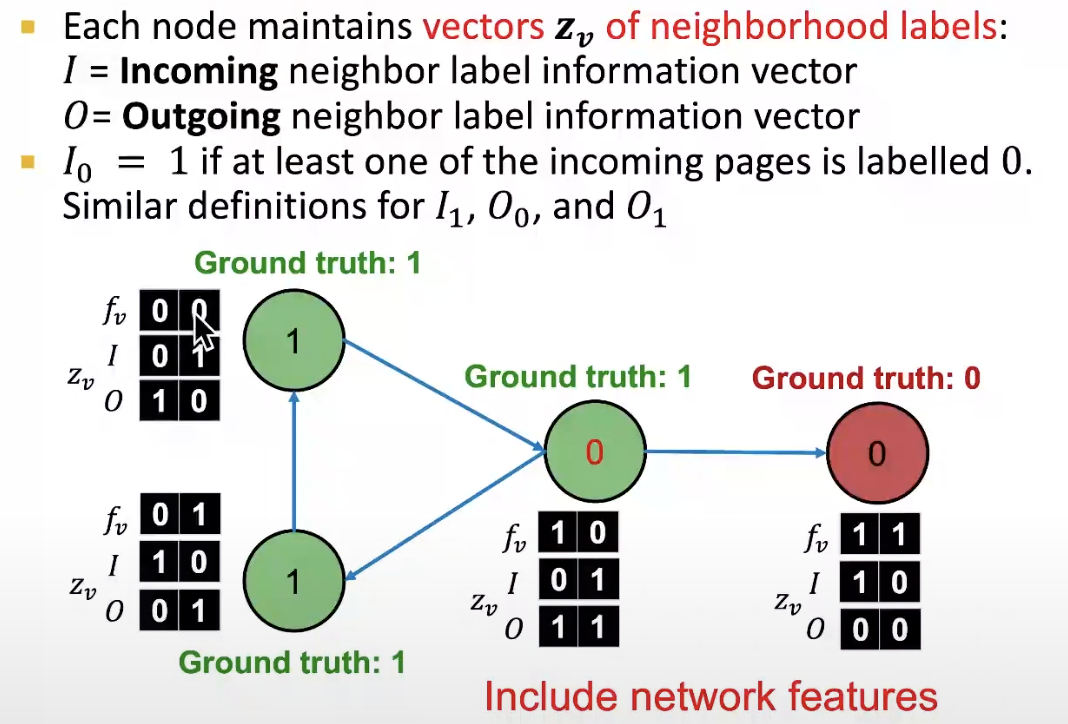 Each node maintains vectors z_v of neighborhood labels:
I = Incoming neighbor label information vector
O= Outgoing neighbor label information vector
I_0 = 1 if at least one of the incoming pages is labelled 0.
Similar definitions for I_1, O_0, and O_1
Ground truth: 1
f_v 0 0
I 0 1
z_v
O 1 0
1
Ground truth: 1
0
f_v 1 0
I 0 1
z_v
O 1 1
Ground truth: 0
0
f_v 1 1
I 1 0
z_v
O 0 0
f_v 0 1
I 1 0
z_v
O 0 1
1
Ground truth: 1
Include network features